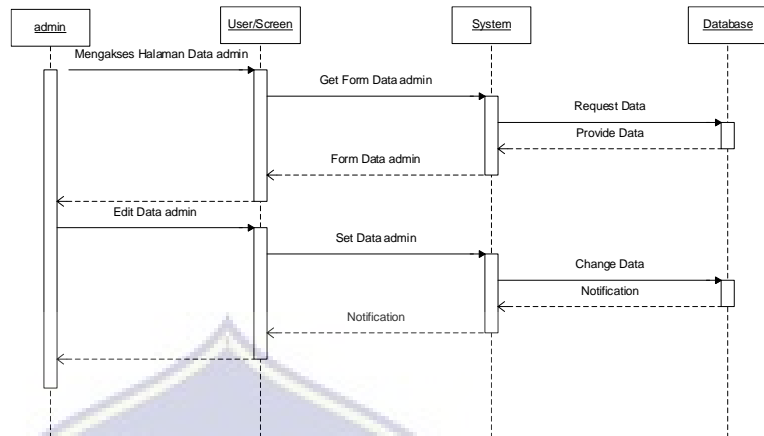 admin
User/Screen
System
Database
Mengakses Halaman Data admin
Get Form Data admin
Request Data
Provide Data
Form Data admin
Edit Data admin
Set Data admin
Change Data
Notification
Notification